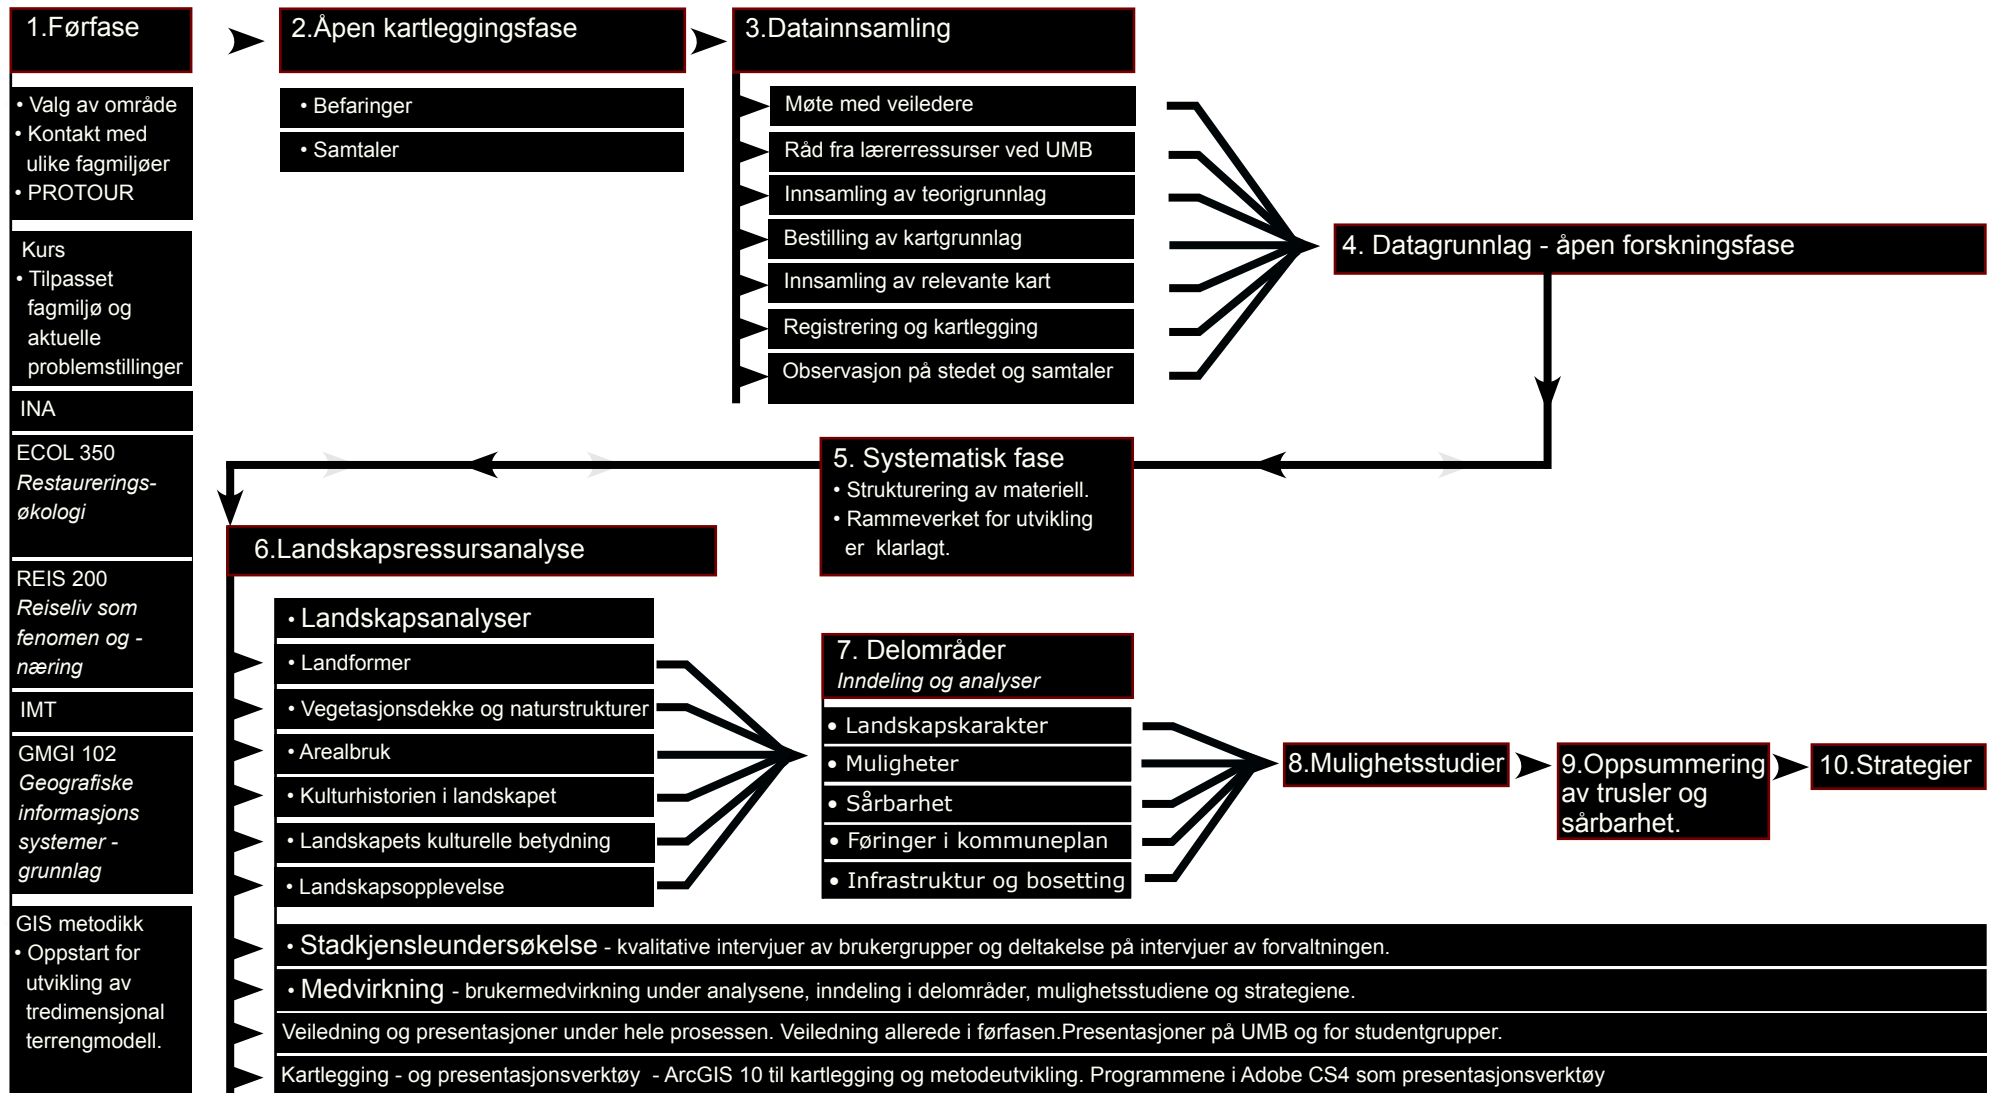 1.Førfase
• Valg av område
• Kontakt med
ulike fagmiljøer
• PROTOUR
Kurs
• Tilpasset
fagmiljø og
aktuelle
problemstillinger
INA
ECOL 350
Restaurerings-
økologi
REIS 200
Reiseliv som
fenomen og -
næring
IMT
GMGI 102
Geografiske
informasjons
systemer -
grunnlag
GIS metodikk
• Oppstart for
utvikling av
tredimensjonal
terrengmodell.
2.Åpen kartleggingsfase
• Befaringer
• Samtaler
3.Datainnsamling
Møte med veiledere
Råd fra lærerressurser ved UMB
Innsamling av teorigrunnlag
Bestilling av kartgrunnlag
Innsamling av relevante kart
Registrering og kartlegging
Observasjon på stedet og samtaler
4. Datagrunnlag - åpen forskningsfase
5. Systematisk fase
• Strukturering av materiell.
• Rammeverket for utvikling
er klarlagt.
6.Landskapsressursanalyse
• Landskapsanalyser
• Landformer
• Vegetasjonsdekke og naturstrukturer
• Arealbruk
• Kulturhistorien i landskapet
• Landskapets kulturelle betydning
• Landskapsopplevelse
7. Delområder
Inndeling og analyser
• Landskapskarakter
• Muligheter
• Sårbarhet
• Føringer i kommuneplan
• Infrastruktur og bosetting
8.Mulighetsstudier
9.Oppsummering
av trusler og
sårbarhet.
10.Strategier
• Stadkjensleundersøkelse - kvalitative intervjuer av brukergrupper og deltakelse på intervjuer av forvaltningen.
• Medvirkning - brukermedvirkning under analysene, inndeling i delområder, mulighetsstudiene og strategiene.
Veiledning og presentasjoner under hele prosessen. Veiledning allerede i førfasen.Presentasjoner på UMB og for studentgrupper.
Kartlegging - og presentasjonsverktøy - ArcGIS 10 til kartlegging og metodeutvikling. Programmene i Adobe CS4 som presentasjonsverktøy